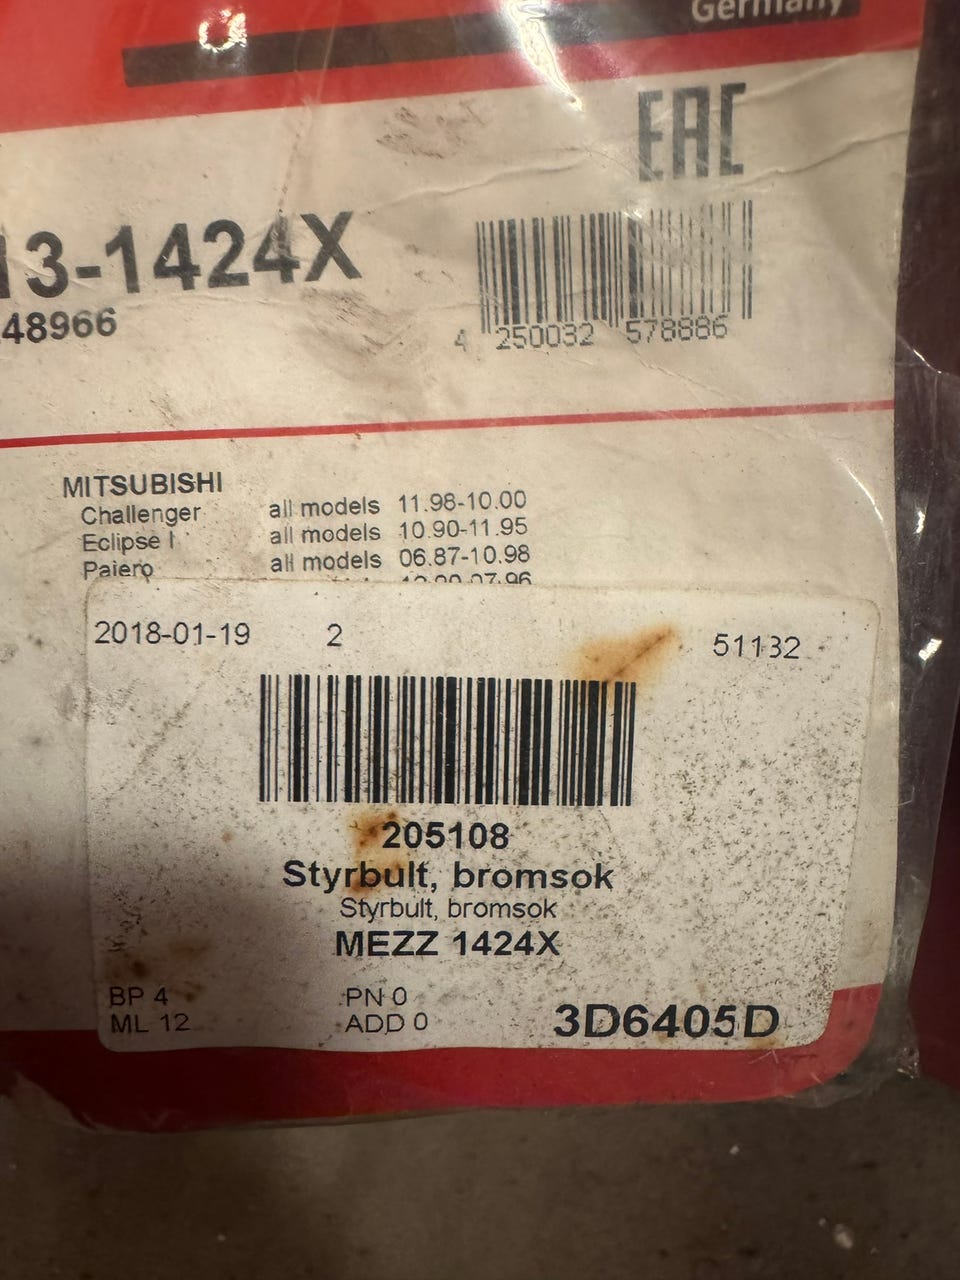 Germany
EAC
13-1424X
48966
4 250032 578886
MITSUBISHI
Challenger all models 11.98-10.00
Eclipse I all models 10.90-11.95
Pajero all models 06.87-10.98
2018-01-19 2 51132
205108
Styrbult, bromsok
Styrbult, bromsok
MEZZ 1424X
BP 4 PN 0
ML 12 ADD 0
3D6405D